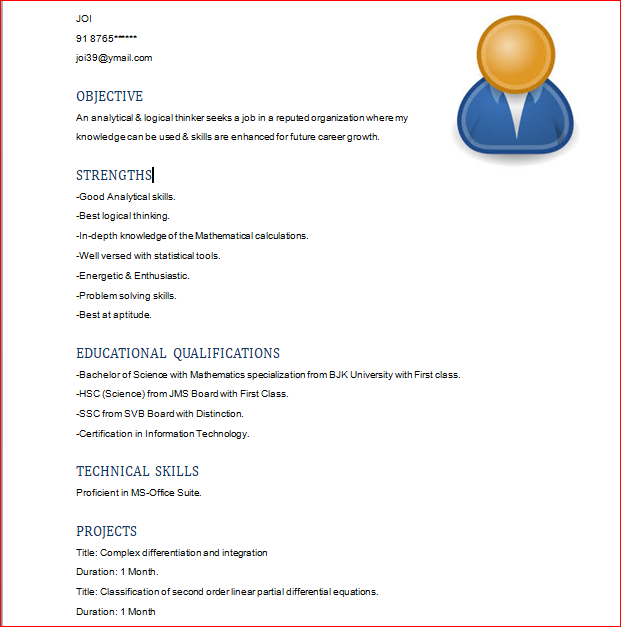 JOI
91 8765******
joi39@ymail.com
OBJECTIVE
An analytical & logical thinker seeks a job in a reputed organization where my
knowledge can be used & skills are enhanced for future career growth.
STRENGTHS
-Good Analytical skills.
-Best logical thinking.
-In-depth knowledge of the Mathematical calculations.
-Well versed with statistical tools.
-Energetic & Enthusiastic.
-Problem solving skills.
-Best at aptitude.
EDUCATIONAL QUALIFICATIONS
-Bachelor of Science with Mathematics specialization from BJK University with First class.
-HSC (Science) from JMS Board with First Class.
-SSC from SVB Board with Distinction.
-Certification in Information Technology.
TECHNICAL SKILLS
Proficient in MS-Office Suite.
PROJECTS
Title: Complex differentiation and integration
Duration: 1 Month.
Title: Classification of second order linear partial differential equations.
Duration: 1 Month